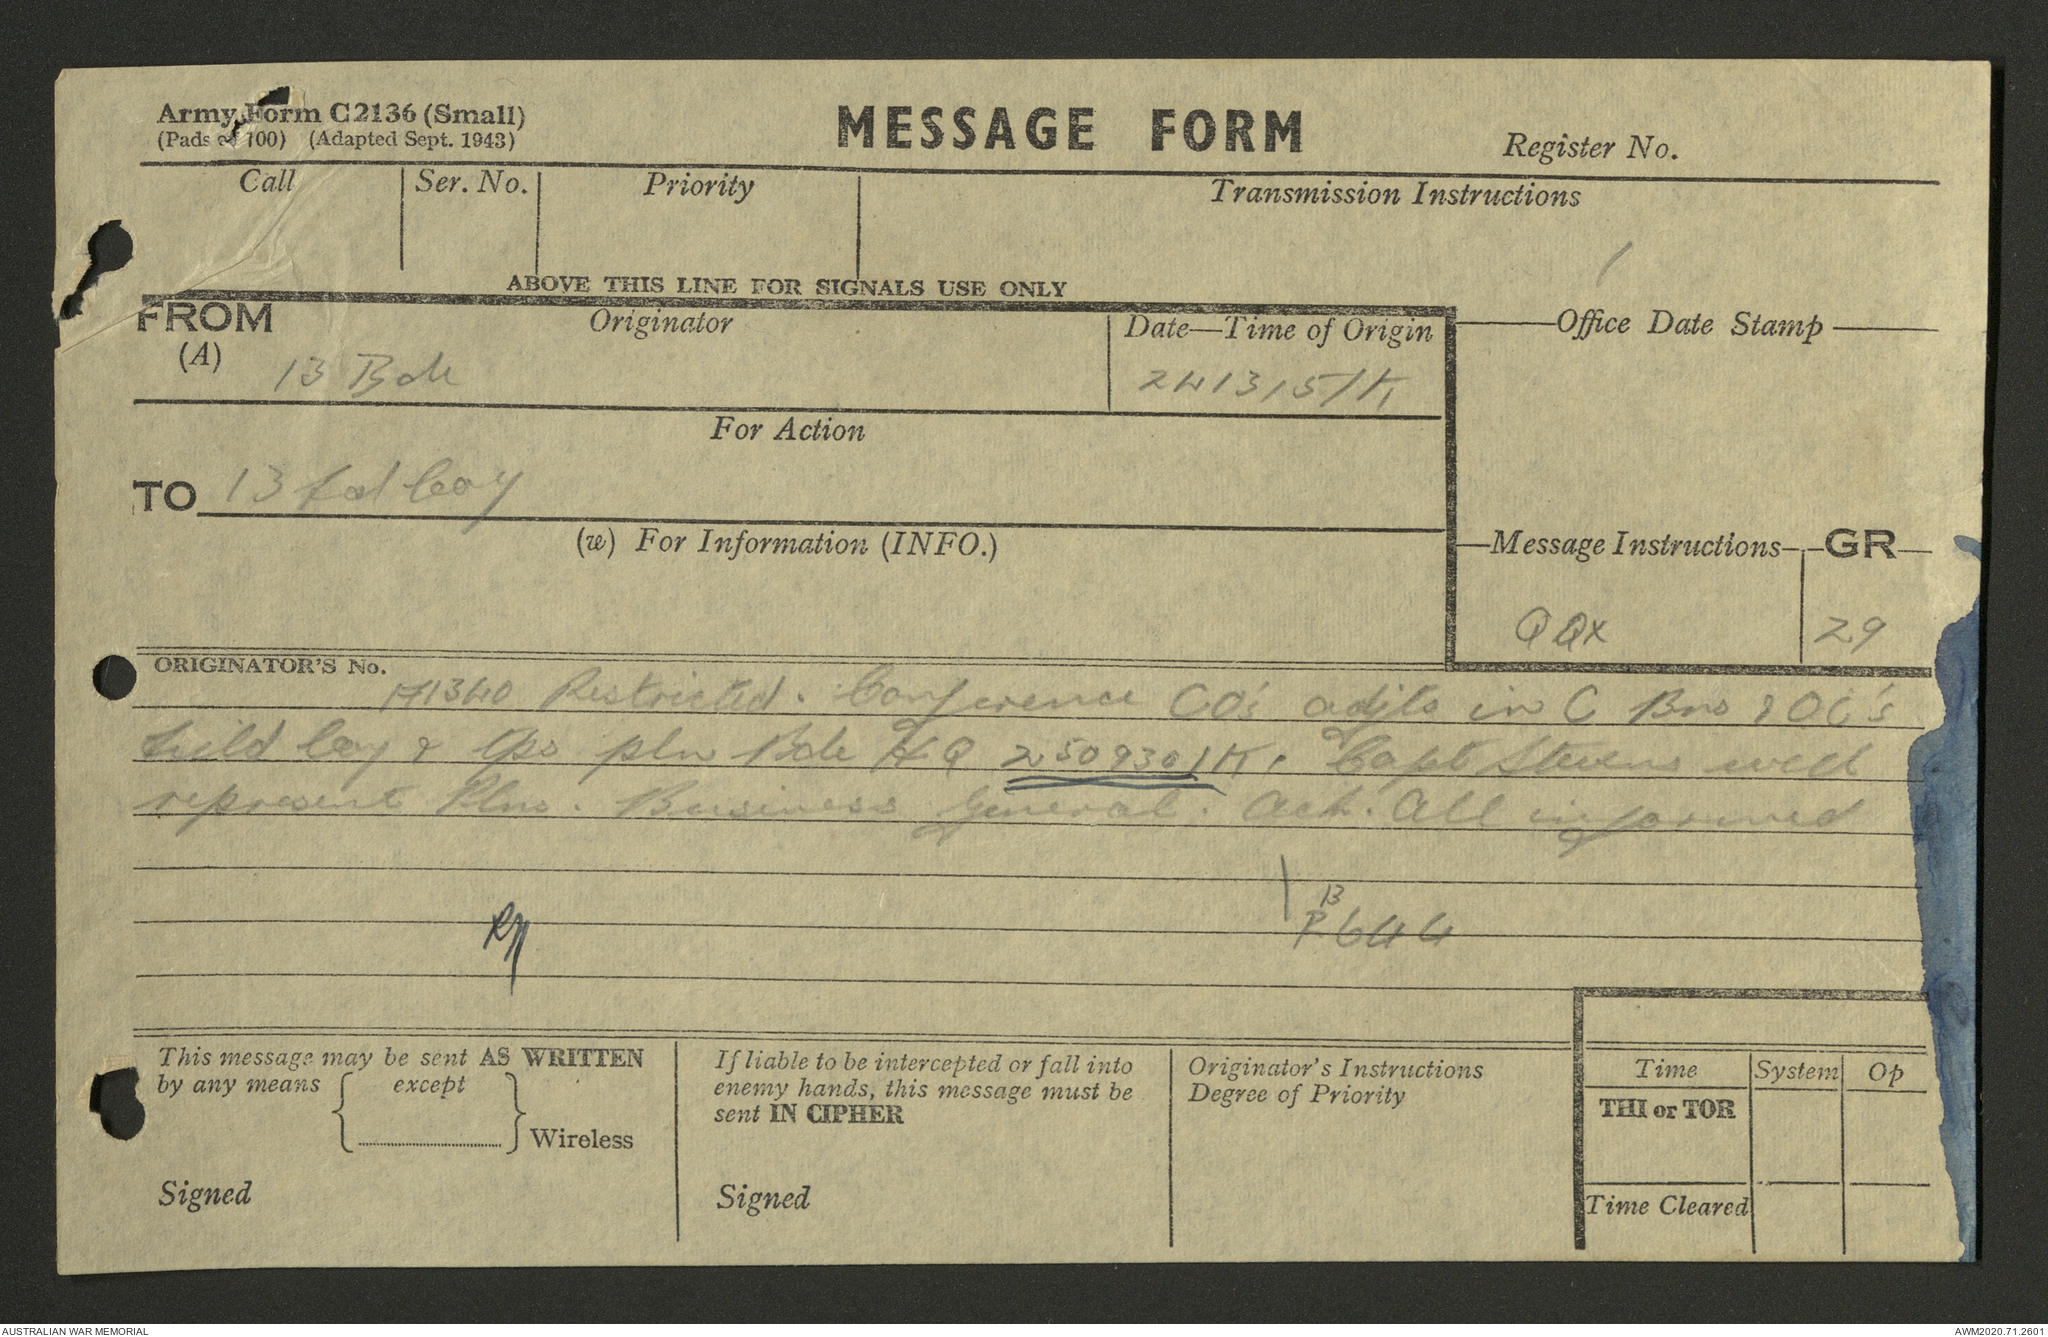 Army Form C2136 (Small)
(Pads of 100) (Adapted Sept. 1943)
MESSAGE FORM
Register No.
Call
Ser. No.
Priority
Transmission Instructions
ABOVE THIS LINE FOR SIGNALS USE ONLY
FROM
(A)
Originator
13 Bde
Date—Time of Origin
241315/K
Office Date Stamp
For Action
TO 13 fd Coy
(w) For Information (INFO.)
Message Instructions
GR
QQX
29
ORIGINATOR'S No.
Restricted. Conference CO's adjts in C Bns & OC's
field Coy & Bde HQ 250930/K. Capt Stevens will
represent Business General. Ack. All informed
13
P 644
This message may be sent AS WRITTEN
by any means { except } Wireless
Signed
If liable to be intercepted or fall into
enemy hands, this message must be
sent IN CIPHER
Signed
Originator's Instructions
Degree of Priority
Time
System
Op
THI or TOR
Time Cleared
AUSTRALIAN WAR MEMORIAL
AWM2020.71.2601